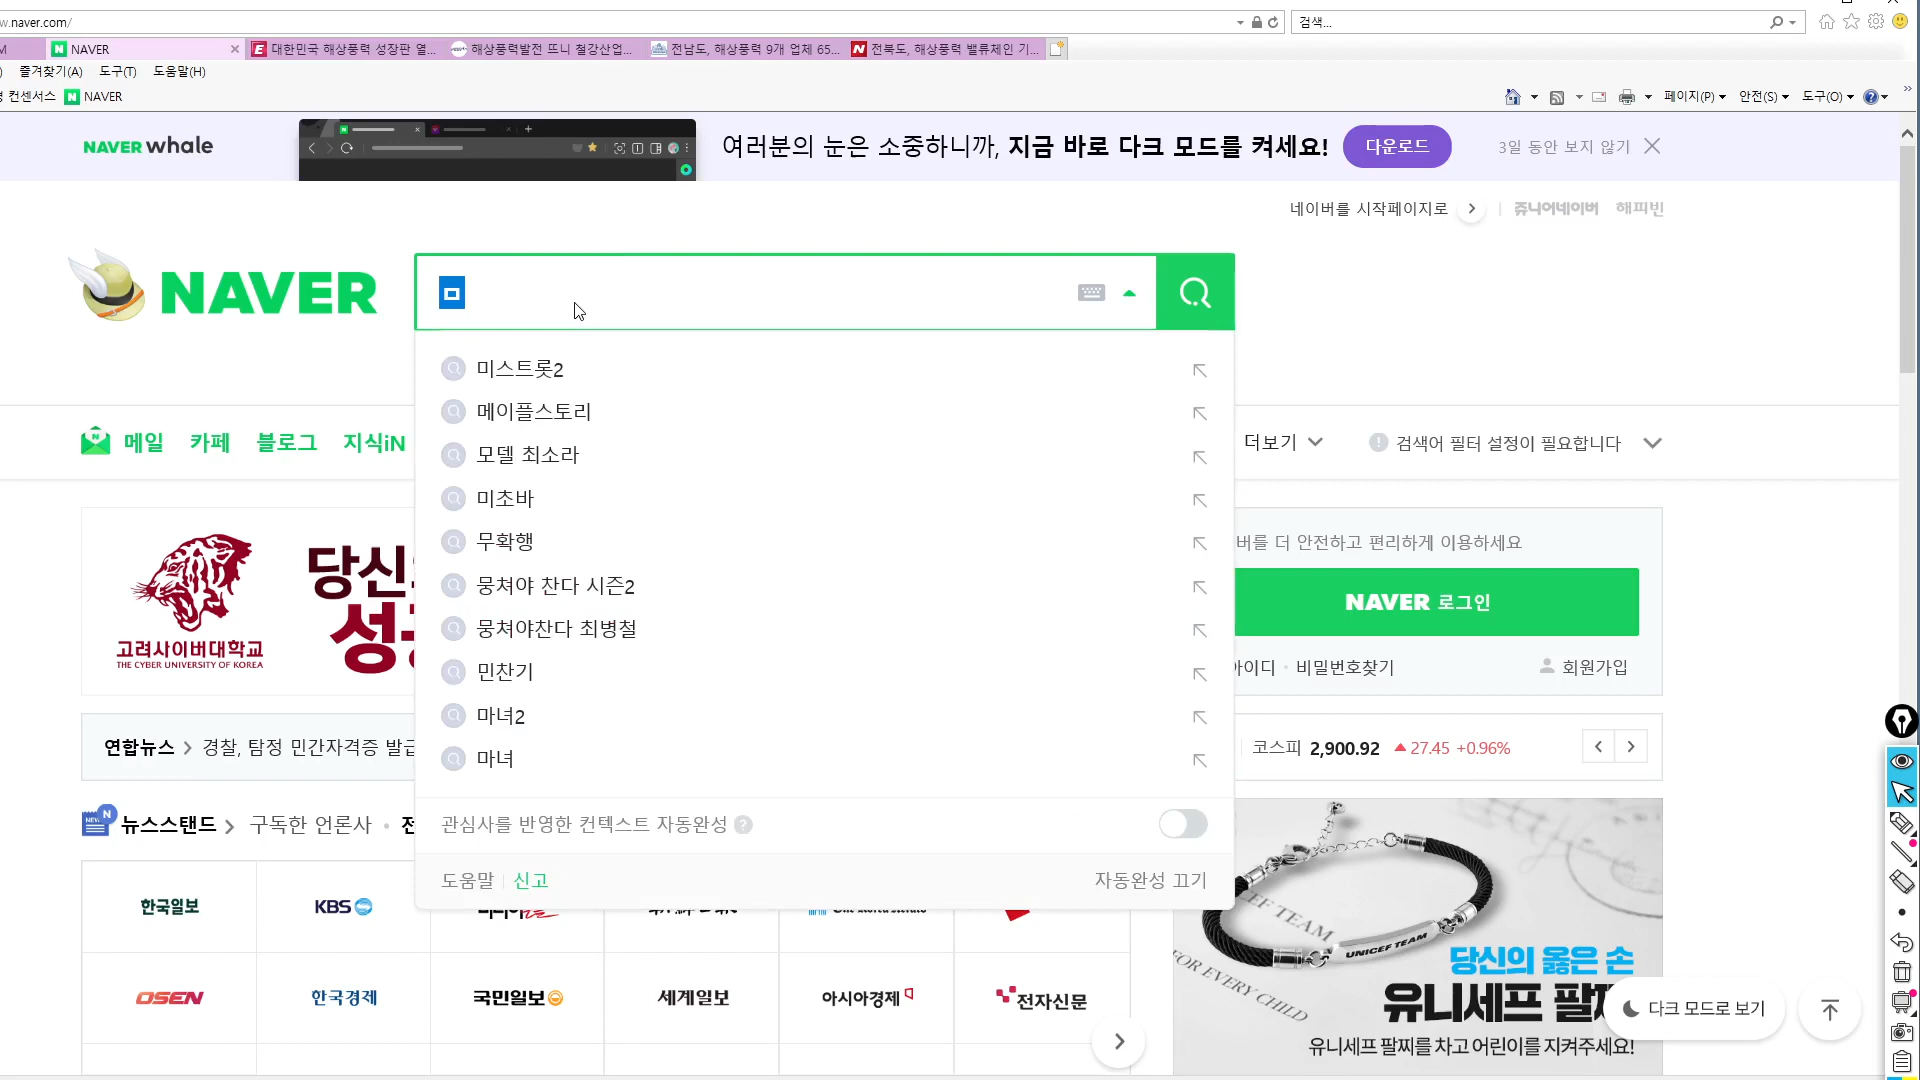 w.naver.com/
검색...
M
NAVER
대한민국 해상풍력 성장판 열...
해상풍력발전 뜨니 철강산업...
전남도, 해상풍력 9개 업체 65...
전북도, 해상풍력 밸류체인 기...
) 즐겨찾기(A) 도구(T) 도움말(H)
컨센서스 NAVER
페이지(P) 안전(S) 도구(O)
NAVER whale
여러분의 눈은 소중하니까, 지금 바로 다크 모드를 켜세요!
다운로드
3일 동안 보지 않기
네이버를 시작페이지로
쥬니어네이버 해피빈
NAVER
ㅁ
미스트롯2
메이플스토리
모델 최소라
미초바
무확행
뭉쳐야 찬다 시즌2
뭉쳐야찬다 최병철
민찬기
마녀2
마녀
관심사를 반영한 컨텍스트 자동완성 ?
도움말 신고
자동완성 끄기
메일 카페 블로그 지식iN
더보기
검색어 필터 설정이 필요합니다
고려사이버대학교
THE CYBER UNIVERSITY OF KOREA
당신의
성
버를 더 안전하고 편리하게 이용하세요
NAVER 로그인
아이디 · 비밀번호찾기
회원가입
연합뉴스 > 경찰, 탐정 민간자격증 발급
코스피 2,900.92 ▲27.45 +0.96%
뉴스스탠드 > 구독한 언론사 · 전
한국일보
KBS
OSEN
한국경제
국민일보
세계일보
아시아경제
전자신문
UNICEF TEAM
FOR EVERY CHILD
UNICEF TEAM
당신의 옳은 손
유니세프 팔찌
유니세프 팔찌를 차고 어린이를 지켜주세요!
다크 모드로 보기